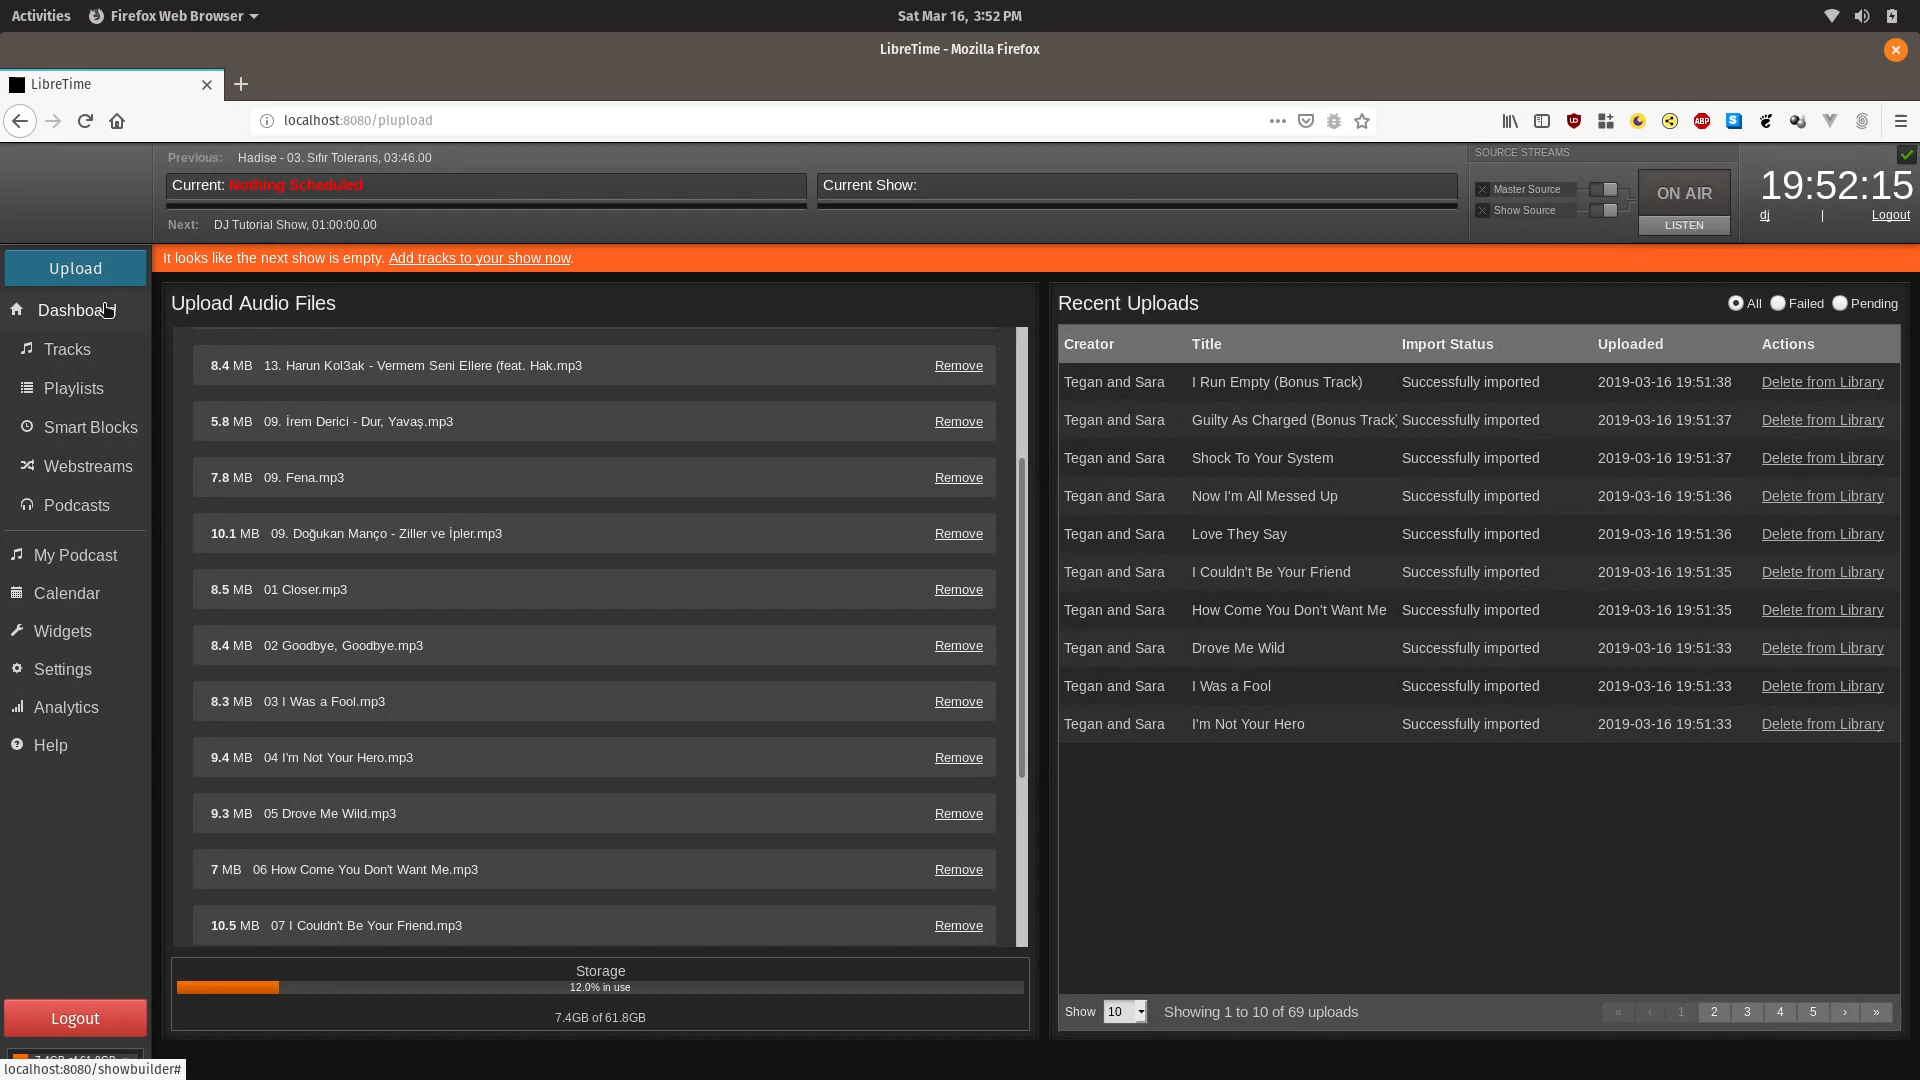 Activities
Firefox Web Browser
Sat Mar 16, 3:52 PM
LibreTime - Mozilla Firefox
LibreTime
localhost:8080/plupload
Previous: Hadise - 03. Sıfır Tolerans, 03:46.00
Current: Nothing Scheduled
Current Show:
Next: DJ Tutorial Show, 01:00:00.00
SOURCE STREAMS
Master Source
Show Source
ON AIR
LISTEN
19:52:15
dj | Logout
It looks like the next show is empty. Add tracks to your show now.
Upload
Dashboard
Tracks
Playlists
Smart Blocks
Webstreams
Podcasts
My Podcast
Calendar
Widgets
Settings
Analytics
Help
Logout
7.4GB of 61.8GB
localhost:8080/showbuilder#
Upload Audio Files
8.4 MB 13. Harun Kol3ak - Vermem Seni Ellere (feat. Hak.mp3 Remove
5.8 MB 09. İrem Derici - Dur, Yavaş.mp3 Remove
7.8 MB 09. Fena.mp3 Remove
10.1 MB 09. Doğukan Manço - Ziller ve İpler.mp3 Remove
8.5 MB 01 Closer.mp3 Remove
8.4 MB 02 Goodbye, Goodbye.mp3 Remove
8.3 MB 03 I Was a Fool.mp3 Remove
9.4 MB 04 I'm Not Your Hero.mp3 Remove
9.3 MB 05 Drove Me Wild.mp3 Remove
7 MB 06 How Come You Don't Want Me.mp3 Remove
10.5 MB 07 I Couldn't Be Your Friend.mp3 Remove
Storage
12.0% in use
7.4GB of 61.8GB
Recent Uploads
All Failed Pending
Creator Title Import Status Uploaded Actions
Tegan and Sara I Run Empty (Bonus Track) Successfully imported 2019-03-16 19:51:38 Delete from Library
Tegan and Sara Guilty As Charged (Bonus Track) Successfully imported 2019-03-16 19:51:37 Delete from Library
Tegan and Sara Shock To Your System Successfully imported 2019-03-16 19:51:37 Delete from Library
Tegan and Sara Now I'm All Messed Up Successfully imported 2019-03-16 19:51:36 Delete from Library
Tegan and Sara Love They Say Successfully imported 2019-03-16 19:51:36 Delete from Library
Tegan and Sara I Couldn't Be Your Friend Successfully imported 2019-03-16 19:51:35 Delete from Library
Tegan and Sara How Come You Don't Want Me Successfully imported 2019-03-16 19:51:35 Delete from Library
Tegan and Sara Drove Me Wild Successfully imported 2019-03-16 19:51:33 Delete from Library
Tegan and Sara I Was a Fool Successfully imported 2019-03-16 19:51:33 Delete from Library
Tegan and Sara I'm Not Your Hero Successfully imported 2019-03-16 19:51:33 Delete from Library
Show 10 Showing 1 to 10 of 69 uploads « ‹ 1 2 3 4 5 › »